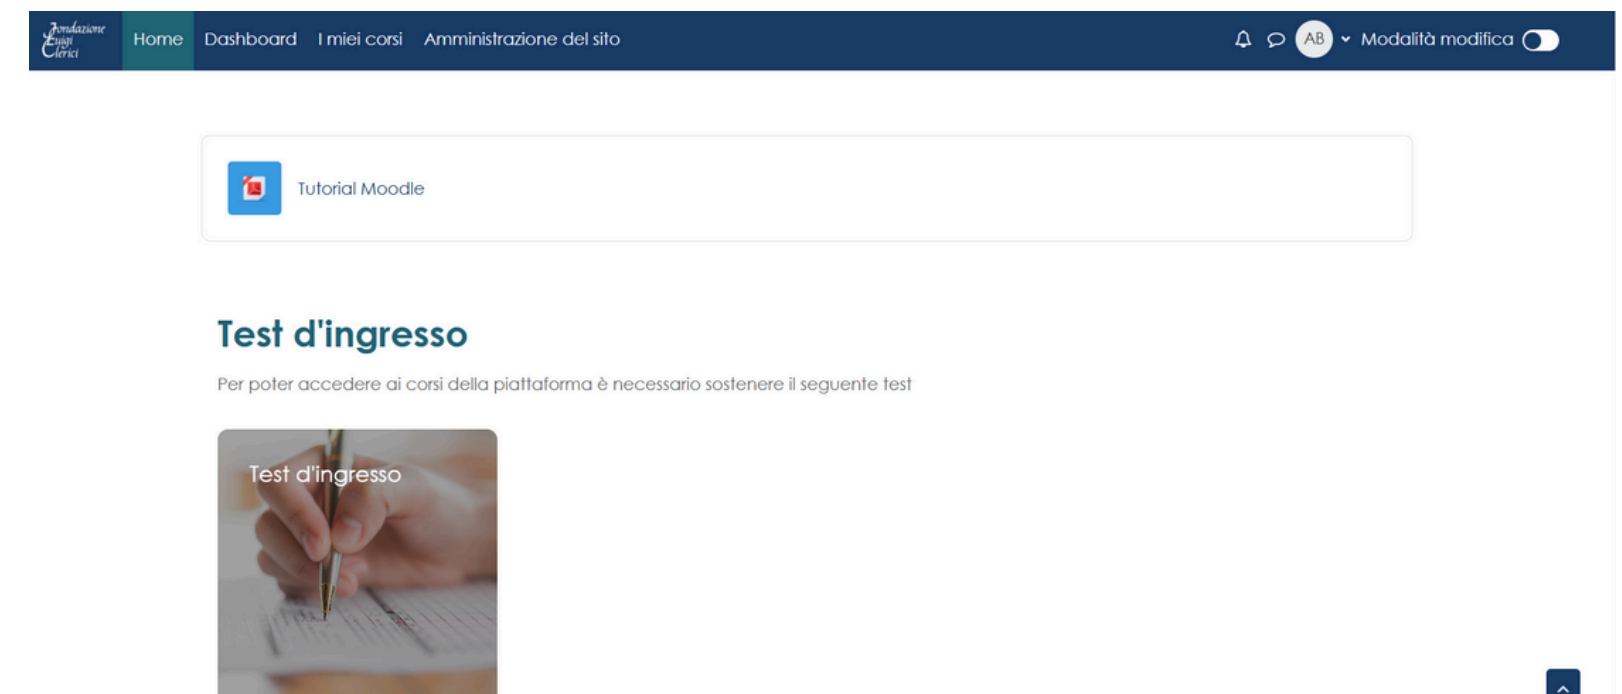 Fondazione
Luigi
Clerici
Home Dashboard I miei corsi Amministrazione del sito AB Modalità modifica
Tutorial Moodle
Test d'ingresso
Per poter accedere ai corsi della piattaforma è necessario sostenere il seguente test
Test d'ingresso